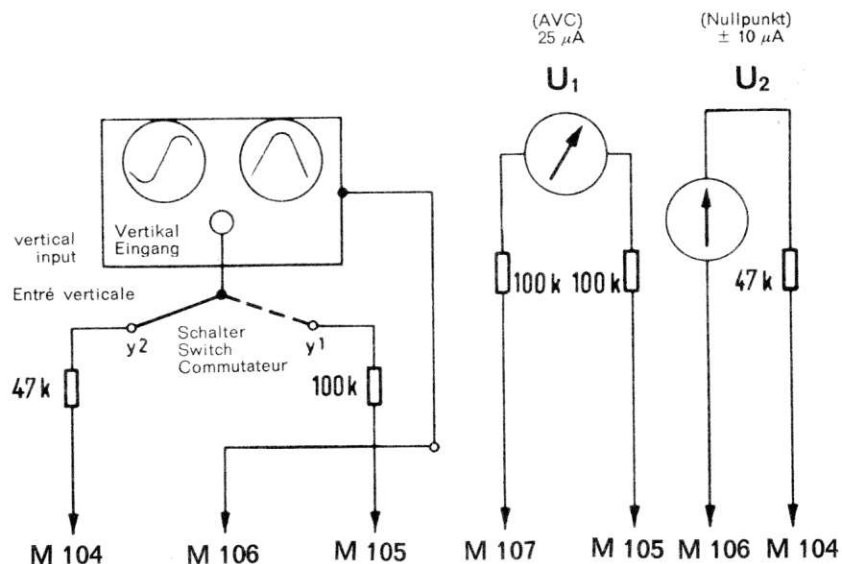 (AVC)
25 μA
U₁
(Nullpunkt)
± 10 μA
U₂
Vertikal
Eingang
vertical
input
Entré verticale
y2
Schalter
Switch
Commutateur
y1
47 k
100 k
100 k
100 k
47 k
M 104
M 106
M 105
M 107
M 105
M 106
M 104